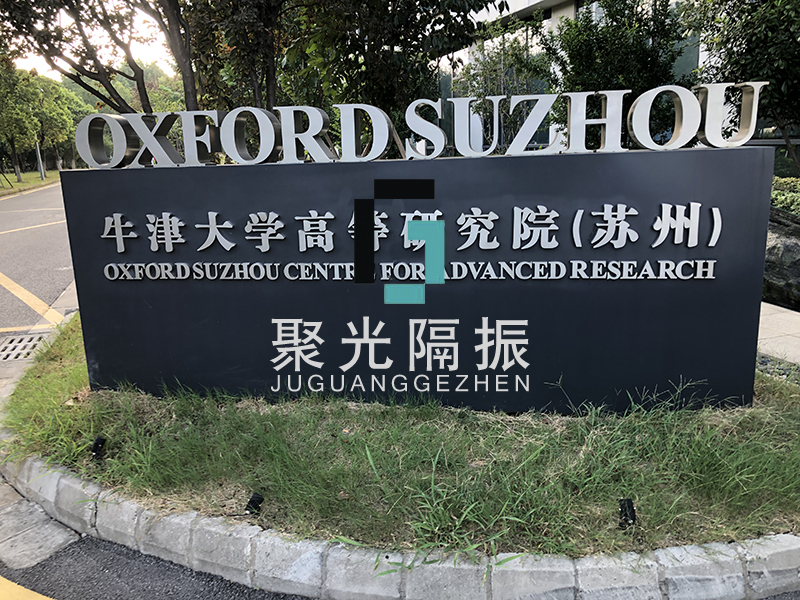 OXFORD SUZHOU
牛津大学高等研究院(苏州)
OXFORD SUZHOU CENTRE FOR ADVANCED RESEARCH
聚光隔振
JUGUANGGEZHEN